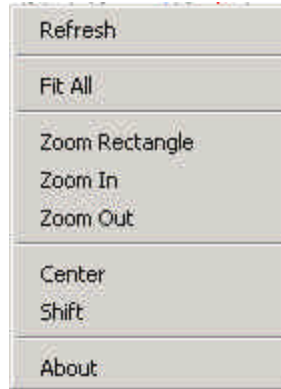 Refresh
Fit All
Zoom Rectangle
Zoom In
Zoom Out
Center
Shift
About